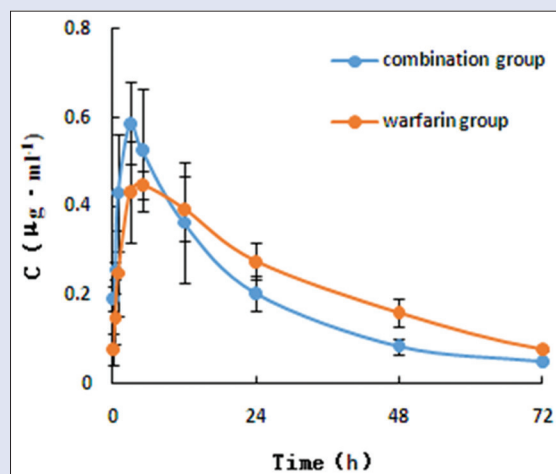 0.8
0.6
0.4
0.2
0
C (μg · ml⁻¹)
combination group
warfarin group
0 24 48 72
Time (h)